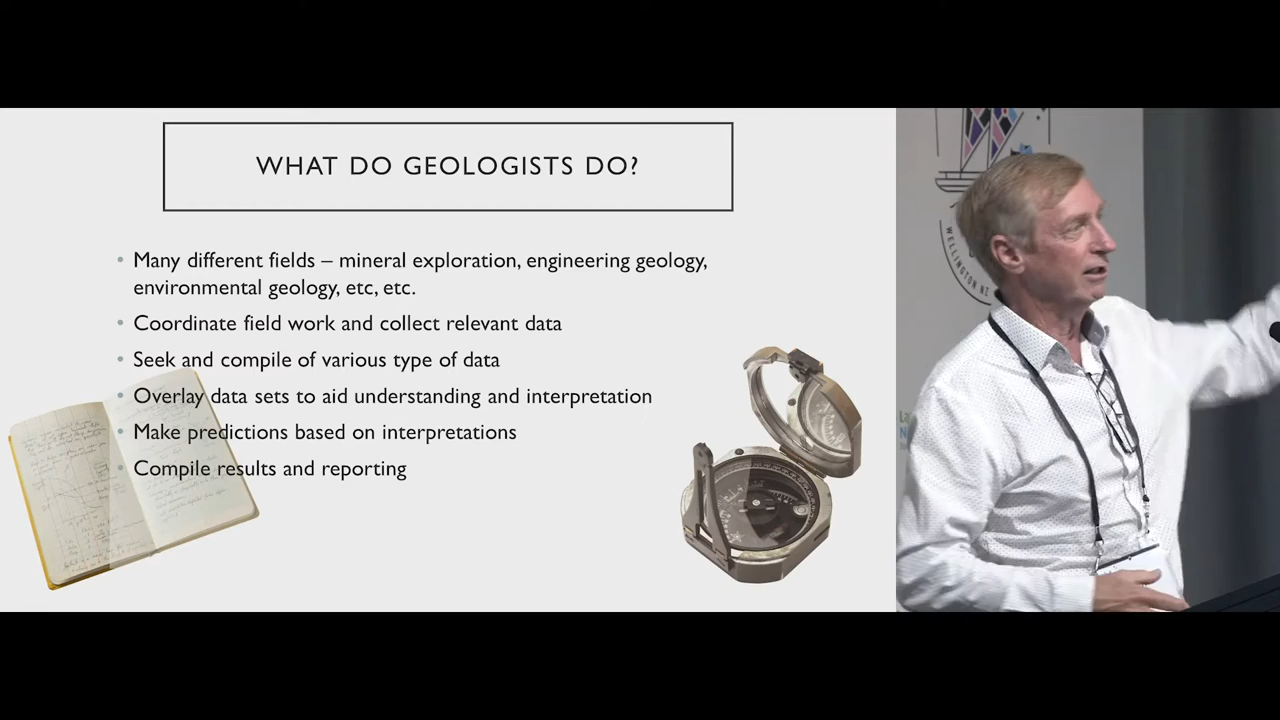 WHAT DO GEOLOGISTS DO?
• Many different fields – mineral exploration, engineering geology,
environmental geology, etc, etc.
• Coordinate field work and collect relevant data
• Seek and compile of various type of data
• Overlay data sets to aid understanding and interpretation
• Make predictions based on interpretations
• Compile results and reporting
WELLINGTON NZ